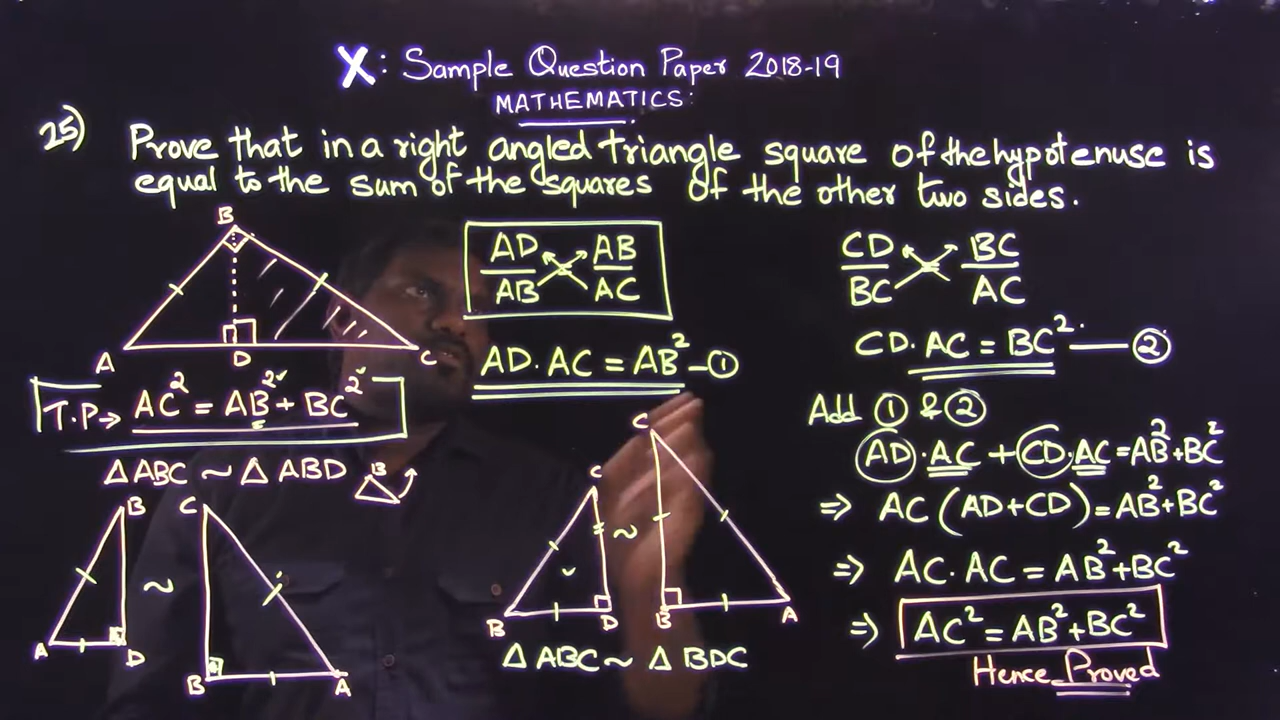 X: Sample Question Paper 2018-19
MATHEMATICS:
25) Prove that in a right angled triangle square of the hypotenuse is
equal to the sum of the squares of the other two sides.
B
A D C
T.P→ AC² = AB² + BC²
ΔABC ~ ΔABD
B
B C
~
A D B A
AD/AB = AB/AC
AD·AC = AB² — ①
C C
~
B D B A
ΔABC ~ ΔBDC
CD/BC = BC/AC
CD·AC = BC² — ②
Add ① & ②
AD·AC + CD·AC = AB² + BC²
⇒ AC (AD+CD) = AB² + BC²
⇒ AC·AC = AB² + BC²
⇒ AC² = AB² + BC²
Hence Proved